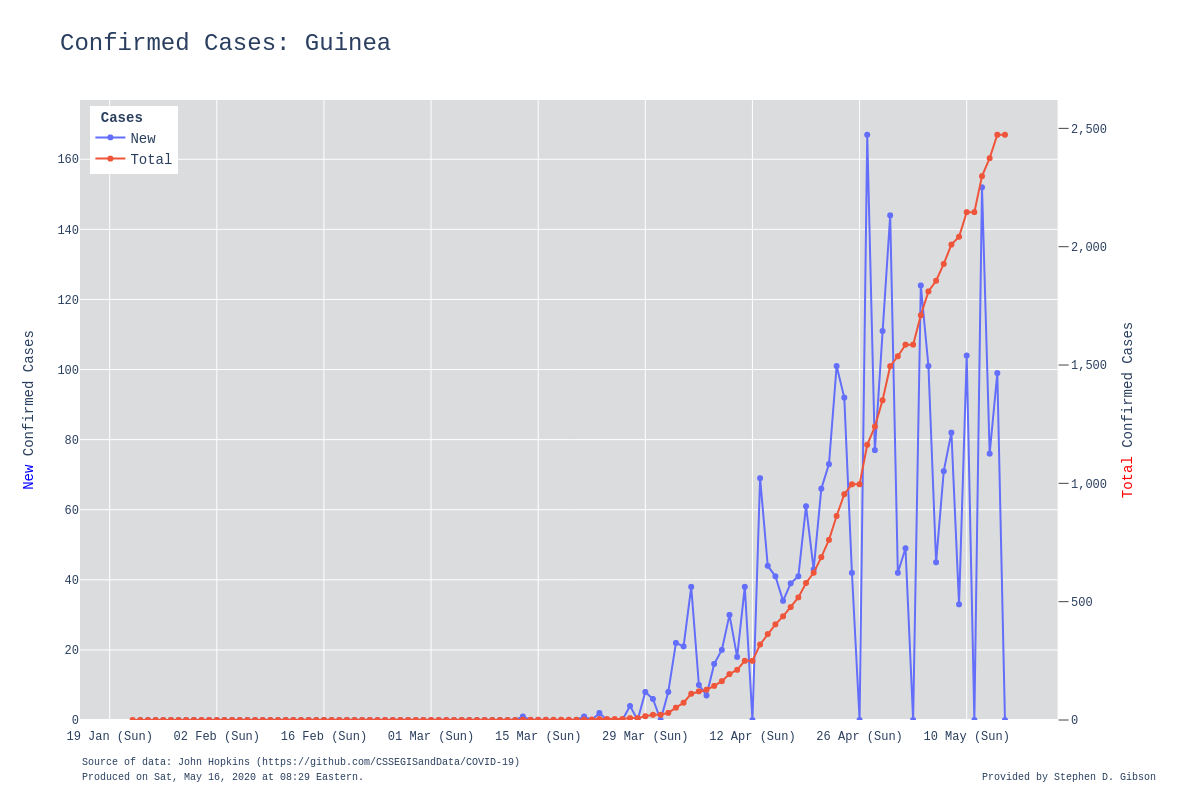 Confirmed Cases: Guinea
Cases
New
Total
160
140
120
100
80
60
40
20
0
2,500
2,000
1,500
1,000
500
0
New Confirmed Cases
Total Confirmed Cases
19 Jan (Sun)
02 Feb (Sun)
16 Feb (Sun)
01 Mar (Sun)
15 Mar (Sun)
29 Mar (Sun)
12 Apr (Sun)
26 Apr (Sun)
10 May (Sun)
Source of data: John Hopkins (https://github.com/CSSEGISandData/COVID-19)
Produced on Sat, May 16, 2020 at 08:29 Eastern.
Provided by Stephen D. Gibson